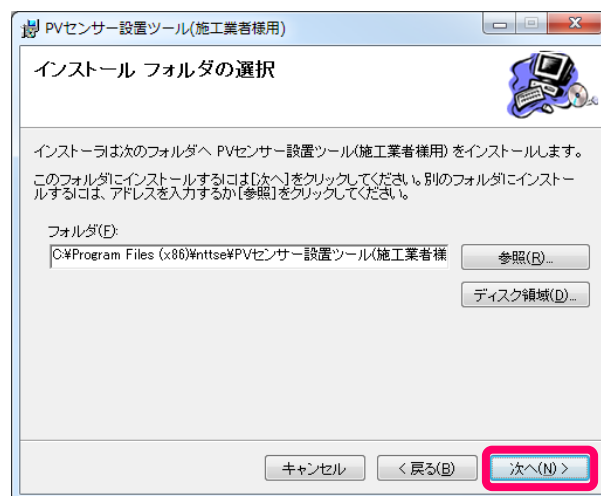 PVセンサー設置ツール(施工業者様用)
インストール フォルダの選択
インストーラは次のフォルダへ PVセンサー設置ツール(施工業者様用) をインストールします。
このフォルダにインストールするには[次へ]をクリックしてください。別のフォルダにインストー
ルするには、アドレスを入力するか[参照]をクリックしてください。
フォルダ(F):
C:¥Program Files (x86)¥nttse¥PVセンサー設置ツール(施工業者様
参照(R)...
ディスク領域(D)...
キャンセル
< 戻る(B)
次へ(N) >